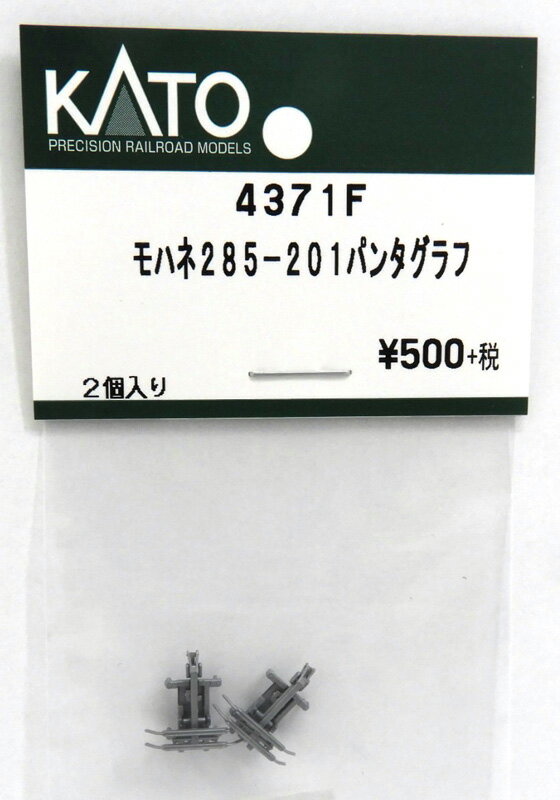 KATO
PRECISION RAILROAD MODELS
4371F
モハネ285-201パンタグラフ
¥500+税
2個入り